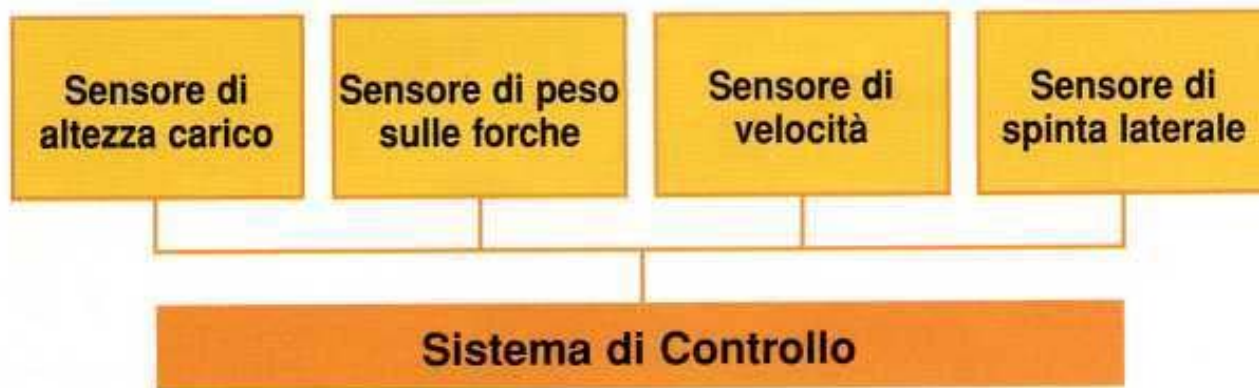 Sensore di
altezza carico
Sensore di peso
sulle forche
Sensore di
velocità
Sensore di
spinta laterale
Sistema di Controllo